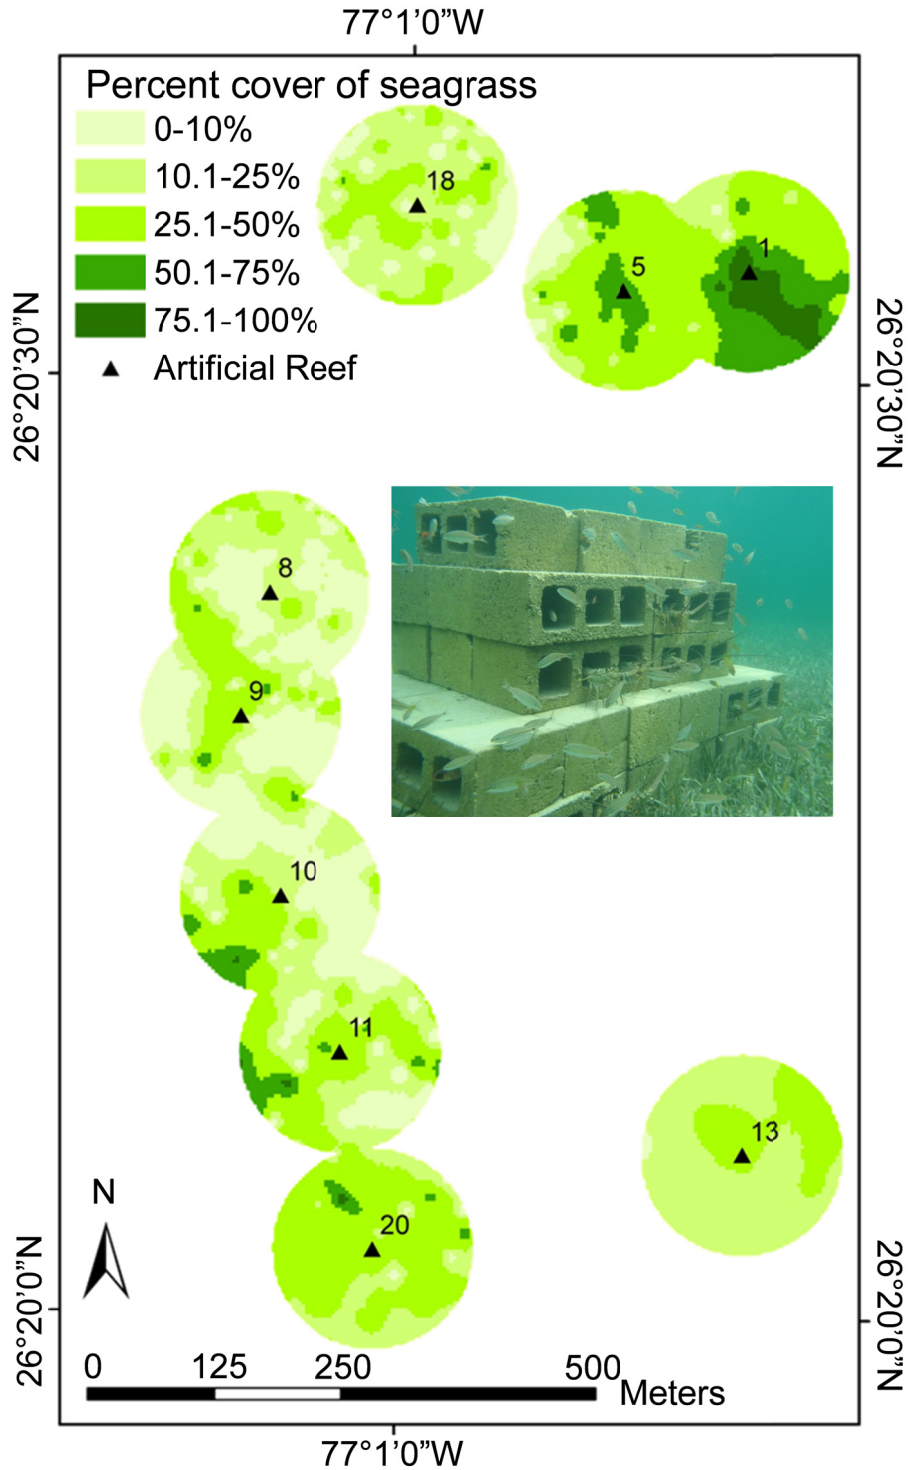 77°1'0”W
Percent cover of seagrass
0-10%
10.1-25%
25.1-50%
50.1-75%
75.1-100%
Artificial Reef
18
1
5
26°20'30”N
26°20'30”N
8
9
10
11
13
20
N
26°20'0”N
26°20'0”N
0 125 250 500
Meters
77°1'0”W